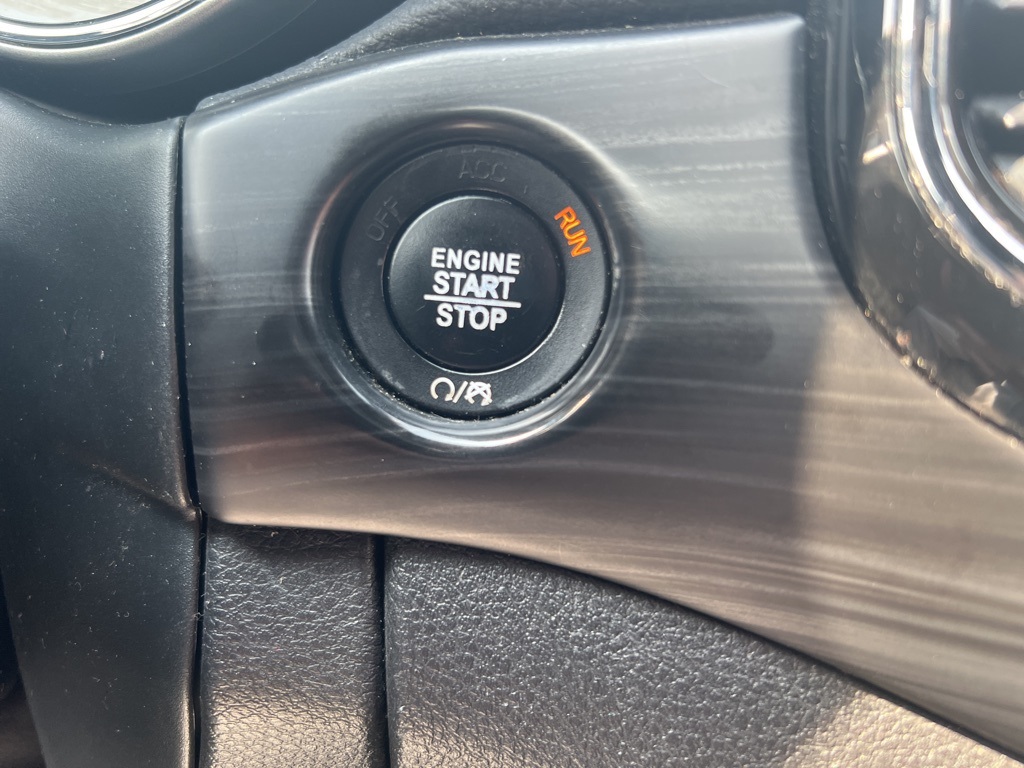 ACC
OFF
RUN
ENGINE
START
STOP